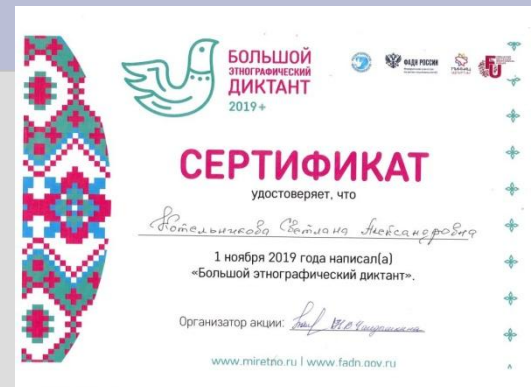 БОЛЬШОЙ
ЭТНОГРАФИЧЕСКИЙ
ДИКТАНТ
2019+
ФАДН РОССИИ
СЕРТИФИКАТ
удостоверяет, что
Котельникова Светлана Александровна
1 ноября 2019 года написал(а)
«Большой этнографический диктант».
Организатор акции:
www.miretno.ru | www.fadn.gov.ru